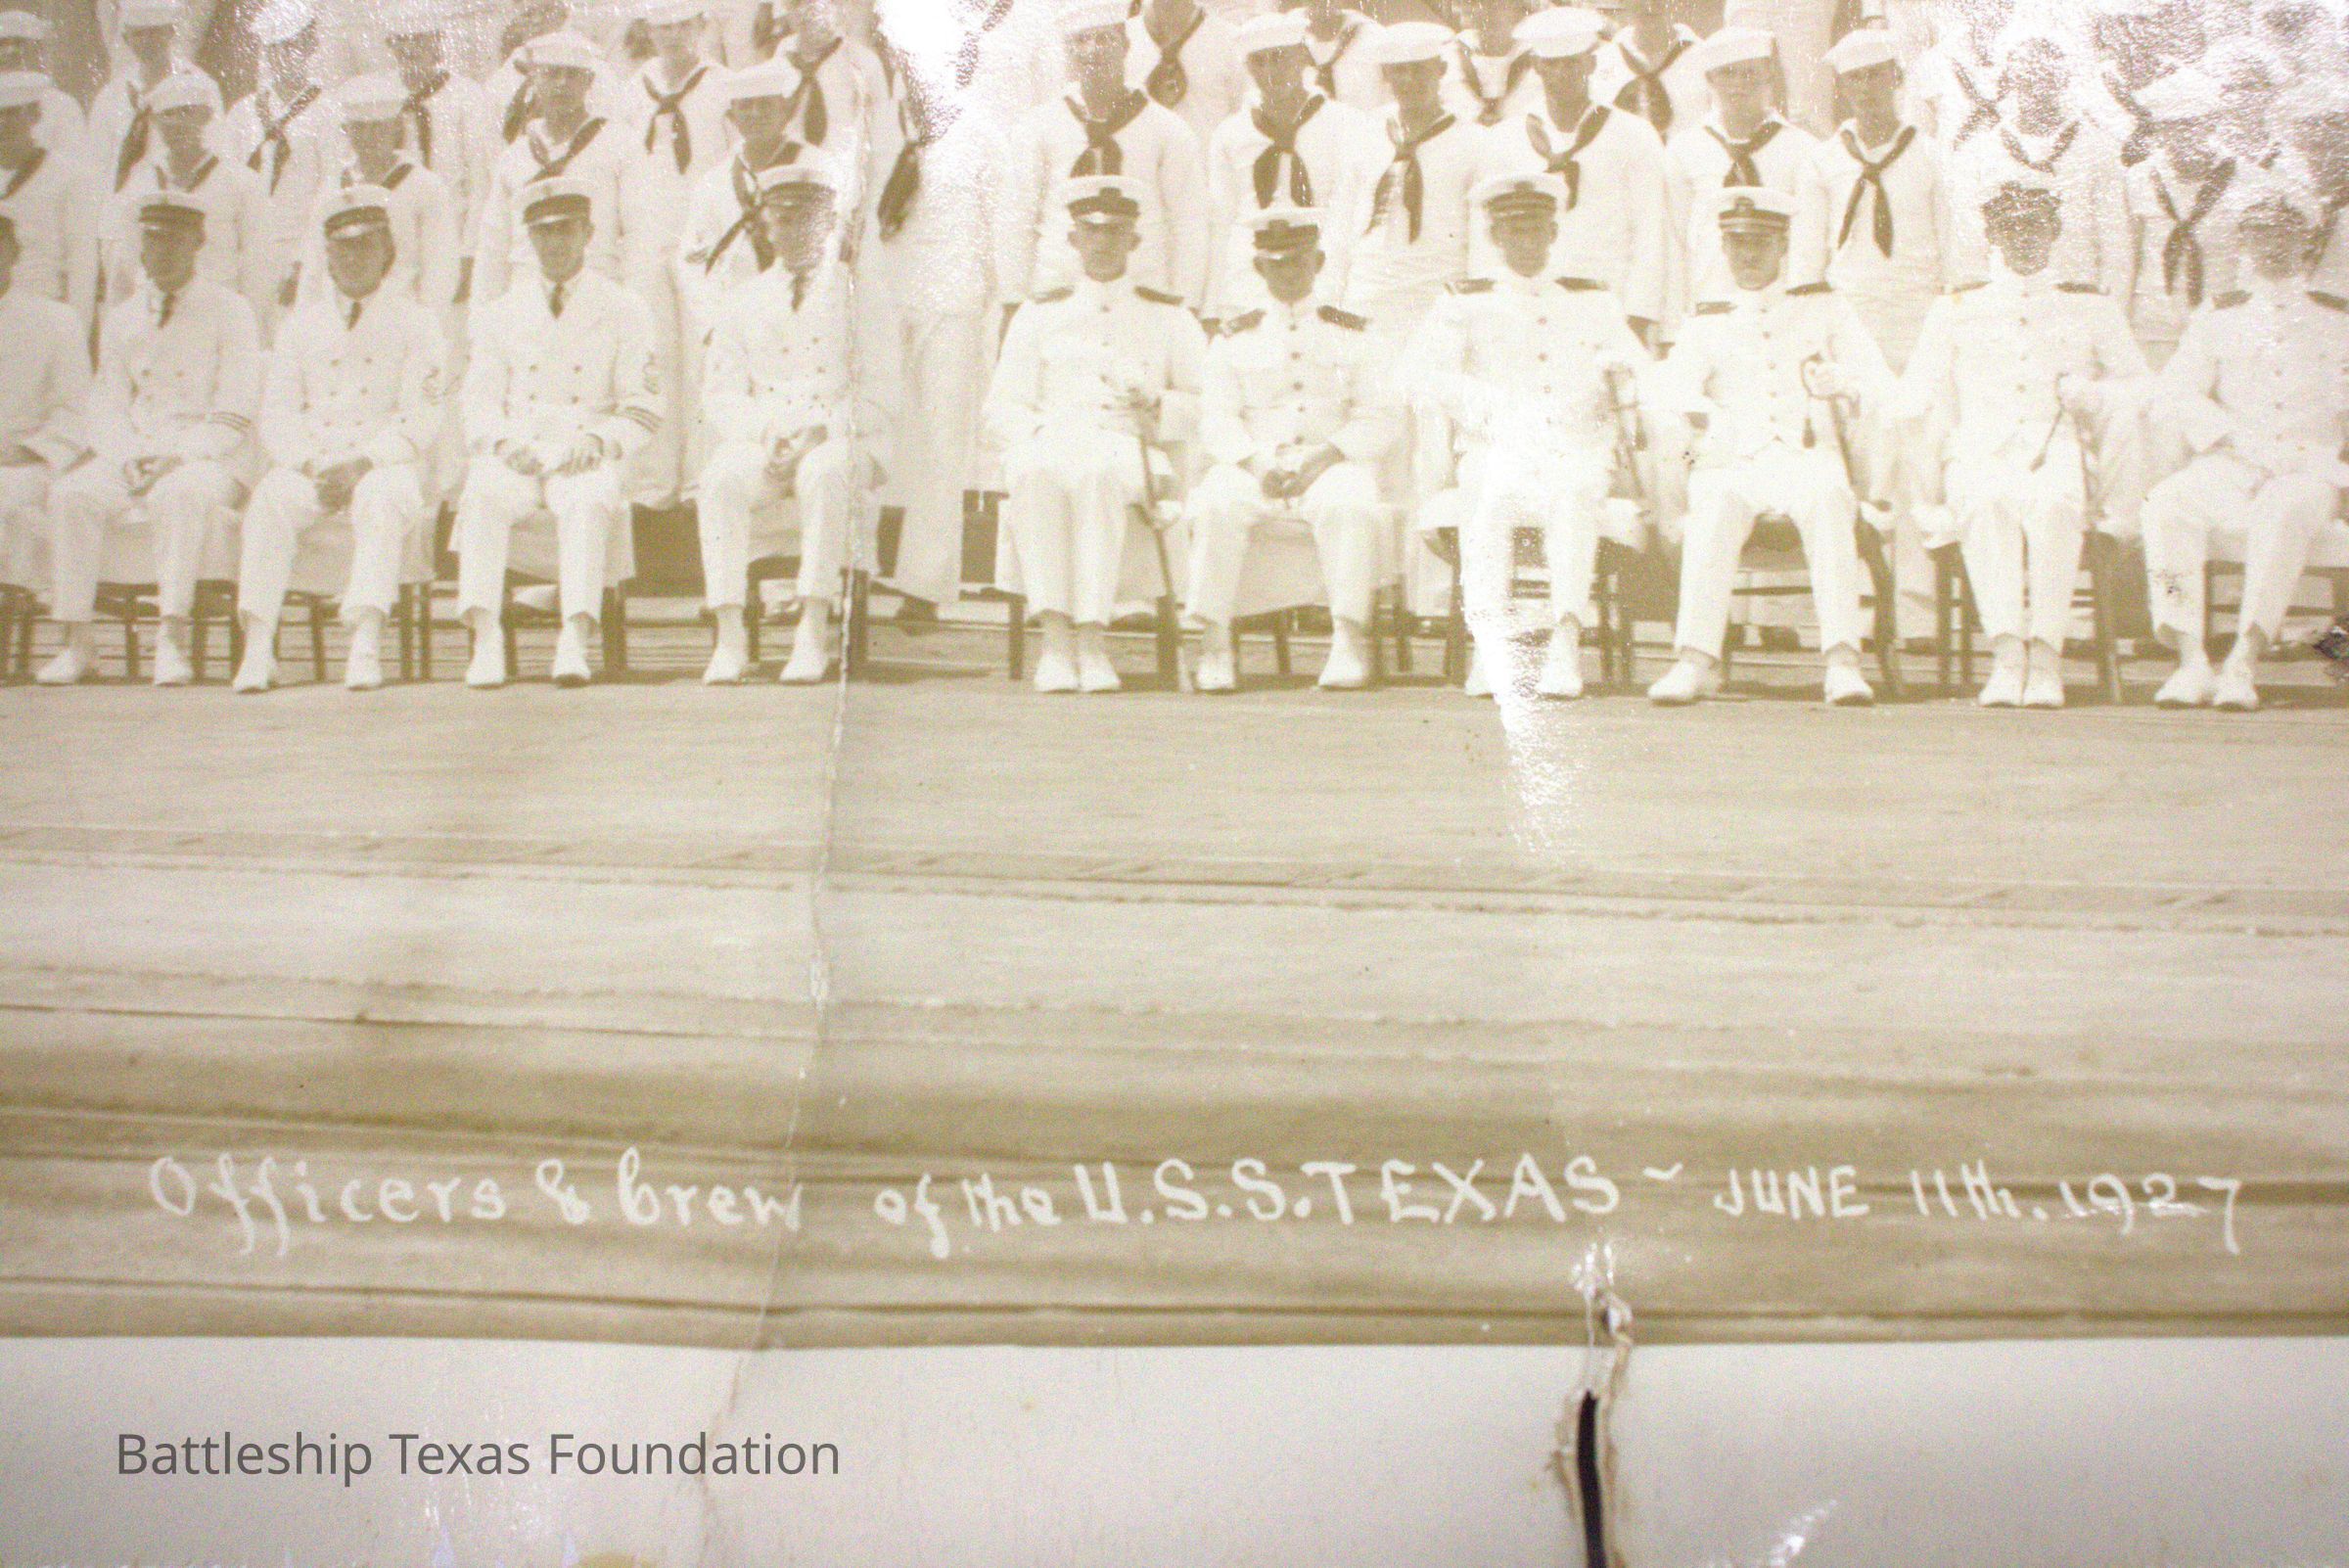 Officers & Crew of the U.S.S. TEXAS ~ JUNE 11th. 1927
Battleship Texas Foundation